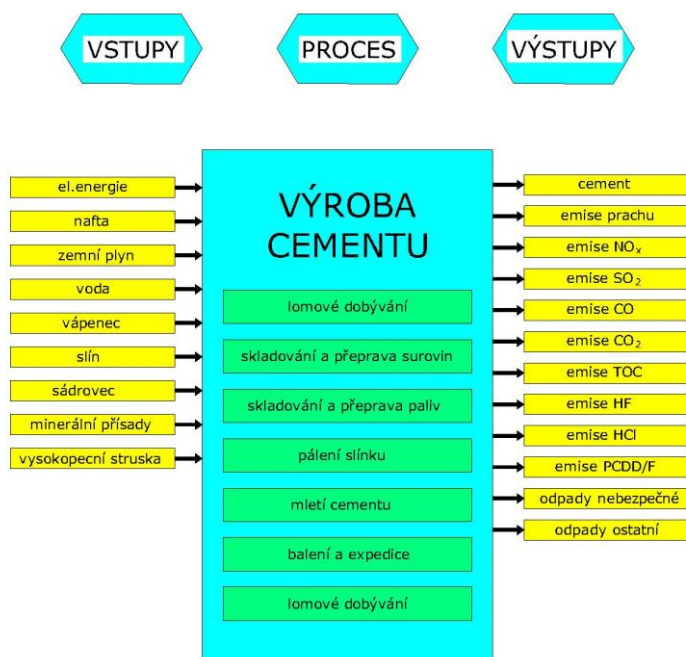 VSTUPY
PROCES
VÝSTUPY
el.energie
nafta
zemní plyn
voda
vápenec
slín
sádrovec
minerální přísady
vysokopecní struska
VÝROBA
CEMENTU
lomové dobývání
skladování a přeprava surovin
skladování a přeprava paliv
pálení slínku
mletí cementu
balení a expedice
lomové dobývání
cement
emise prachu
emise NOₓ
emise SO₂
emise CO
emise CO₂
emise TOC
emise HF
emise HCl
emise PCDD/F
odpady nebezpečné
odpady ostatní